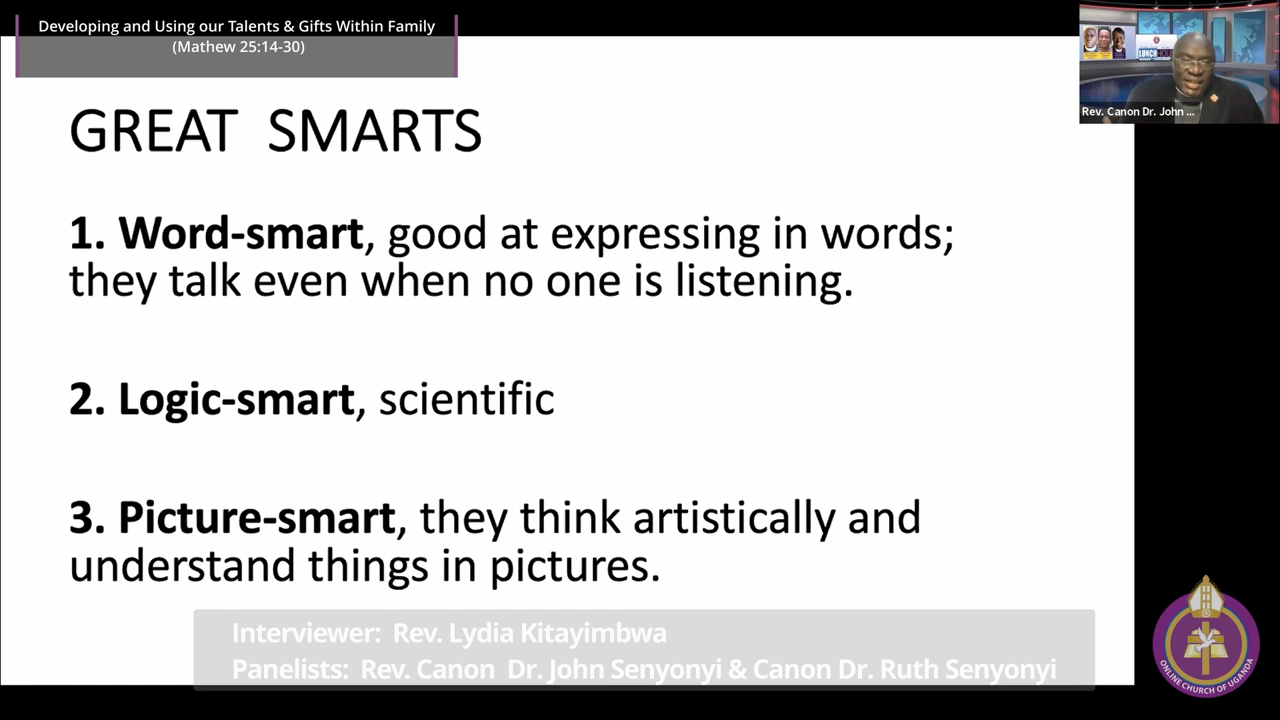 Developing and Using our Talents & Gifts Within Family
(Mathew 25:14-30)
LUNCH
Rev. Canon Dr. John ...
GREAT SMARTS
1. Word-smart, good at expressing in words;
they talk even when no one is listening.
2. Logic-smart, scientific
3. Picture-smart, they think artistically and
understand things in pictures.
Interviewer: Rev. Lydia Kitayimbwa
Panelists: Rev. Canon Dr. John Senyonyi & Canon Dr. Ruth Senyonyi
ONLINE CHURCH OF UGANDA